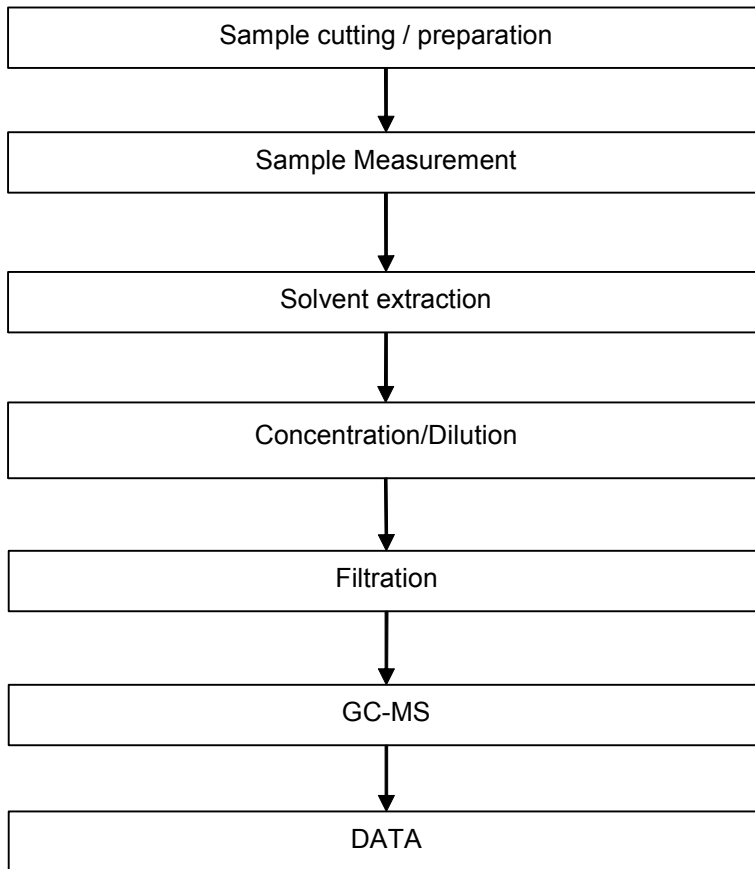 Sample cutting / preparation
Sample Measurement
Solvent extraction
Concentration/Dilution
Filtration
GC-MS
DATA